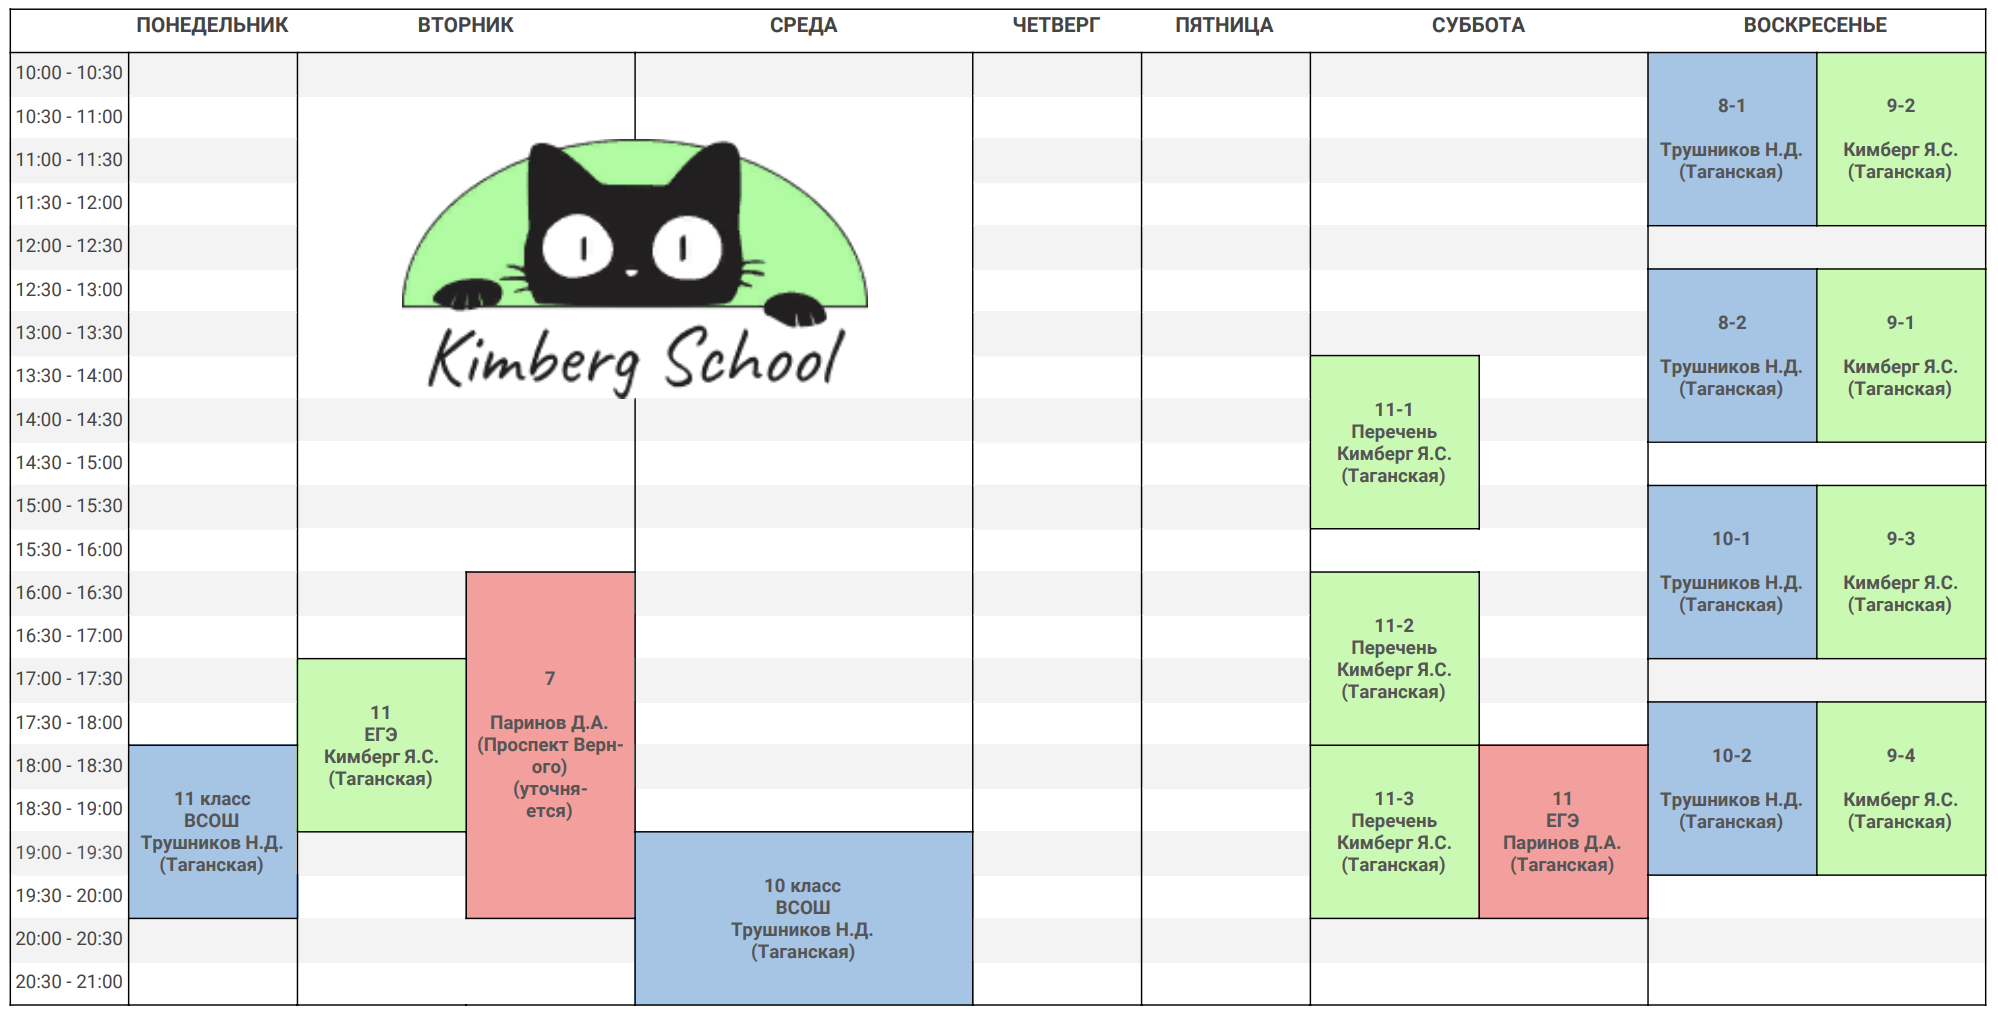 ПОНЕДЕЛЬНИК ВТОРНИК СРЕДА ЧЕТВЕРГ ПЯТНИЦА СУББОТА ВОСКРЕСЕНЬЕ
10:00 - 10:30
10:30 - 11:00
11:00 - 11:30
11:30 - 12:00
12:00 - 12:30
12:30 - 13:00
13:00 - 13:30
13:30 - 14:00
14:00 - 14:30
14:30 - 15:00
15:00 - 15:30
15:30 - 16:00
16:00 - 16:30
16:30 - 17:00
17:00 - 17:30
17:30 - 18:00
18:00 - 18:30
18:30 - 19:00
19:00 - 19:30
19:30 - 20:00
20:00 - 20:30
20:30 - 21:00
11 класс
ВСОШ
Трушников Н.Д.
(Таганская)
Kimberg School
11
ЕГЭ
Кимберг Я.С.
(Таганская)
7
Паринов Д.А.
(Проспект Верн-
ого)
(уточня-
ется)
10 класс
ВСОШ
Трушников Н.Д.
(Таганская)
11-1
Перечень
Кимберг Я.С.
(Таганская)
11-2
Перечень
Кимберг Я.С.
(Таганская)
11-3
Перечень
Кимберг Я.С.
(Таганская)
11
ЕГЭ
Паринов Д.А.
(Таганская)
8-1
Трушников Н.Д.
(Таганская)
9-2
Кимберг Я.С.
(Таганская)
8-2
Трушников Н.Д.
(Таганская)
9-1
Кимберг Я.С.
(Таганская)
10-1
Трушников Н.Д.
(Таганская)
9-3
Кимберг Я.С.
(Таганская)
10-2
Трушников Н.Д.
(Таганская)
9-4
Кимберг Я.С.
(Таганская)